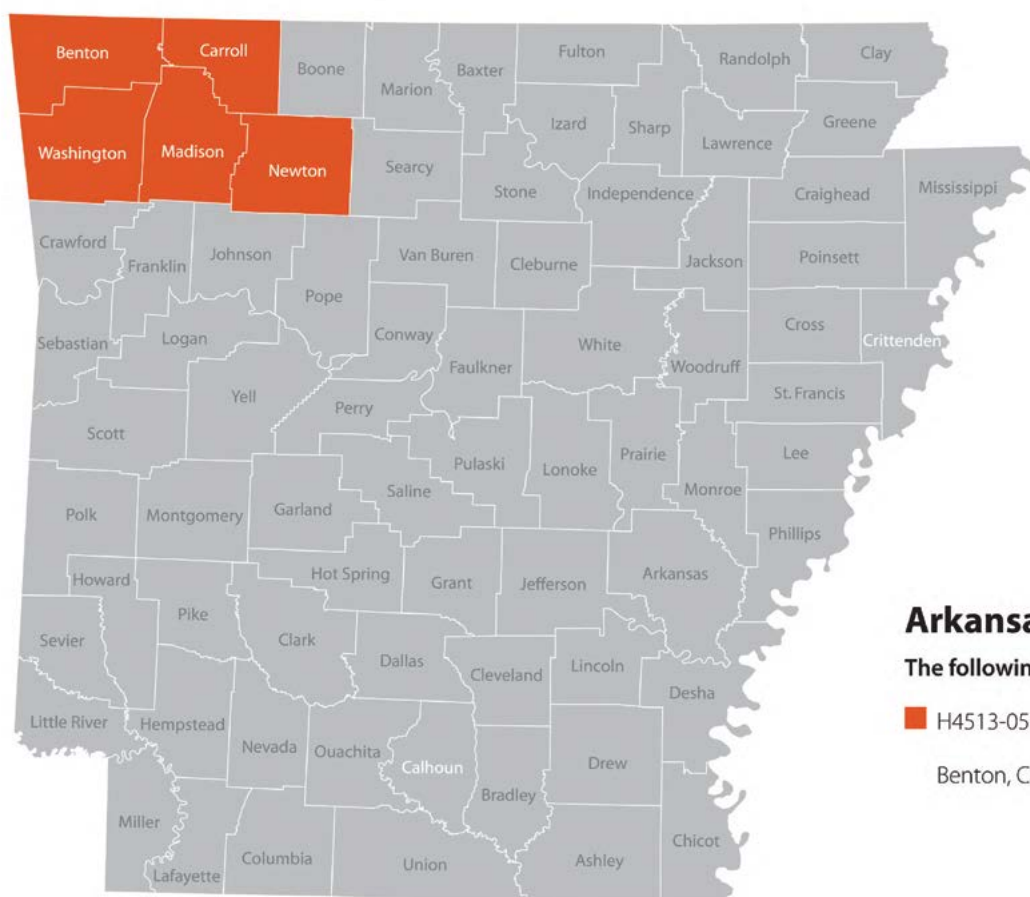 Benton
Carroll
Boone
Marion
Baxter
Fulton
Randolph
Clay
Izard
Sharp
Lawrence
Greene
Washington
Madison
Newton
Searcy
Stone
Independence
Craighead
Mississippi
Crawford
Franklin
Johnson
Pope
Van Buren
Cleburne
Jackson
Poinsett
Sebastian
Logan
Conway
Faulkner
White
Woodruff
Cross
Crittenden
Yell
Perry
St. Francis
Scott
Pulaski
Lonoke
Prairie
Lee
Saline
Monroe
Polk
Montgomery
Garland
Phillips
Howard
Hot Spring
Grant
Jefferson
Arkansas
Pike
Sevier
Clark
Dallas
Cleveland
Lincoln
Desha
Little River
Hempstead
Nevada
Ouachita
Calhoun
Bradley
Drew
Miller
Lafayette
Columbia
Union
Ashley
Chicot
Arkansa
The followin
H4513-05
Benton, C